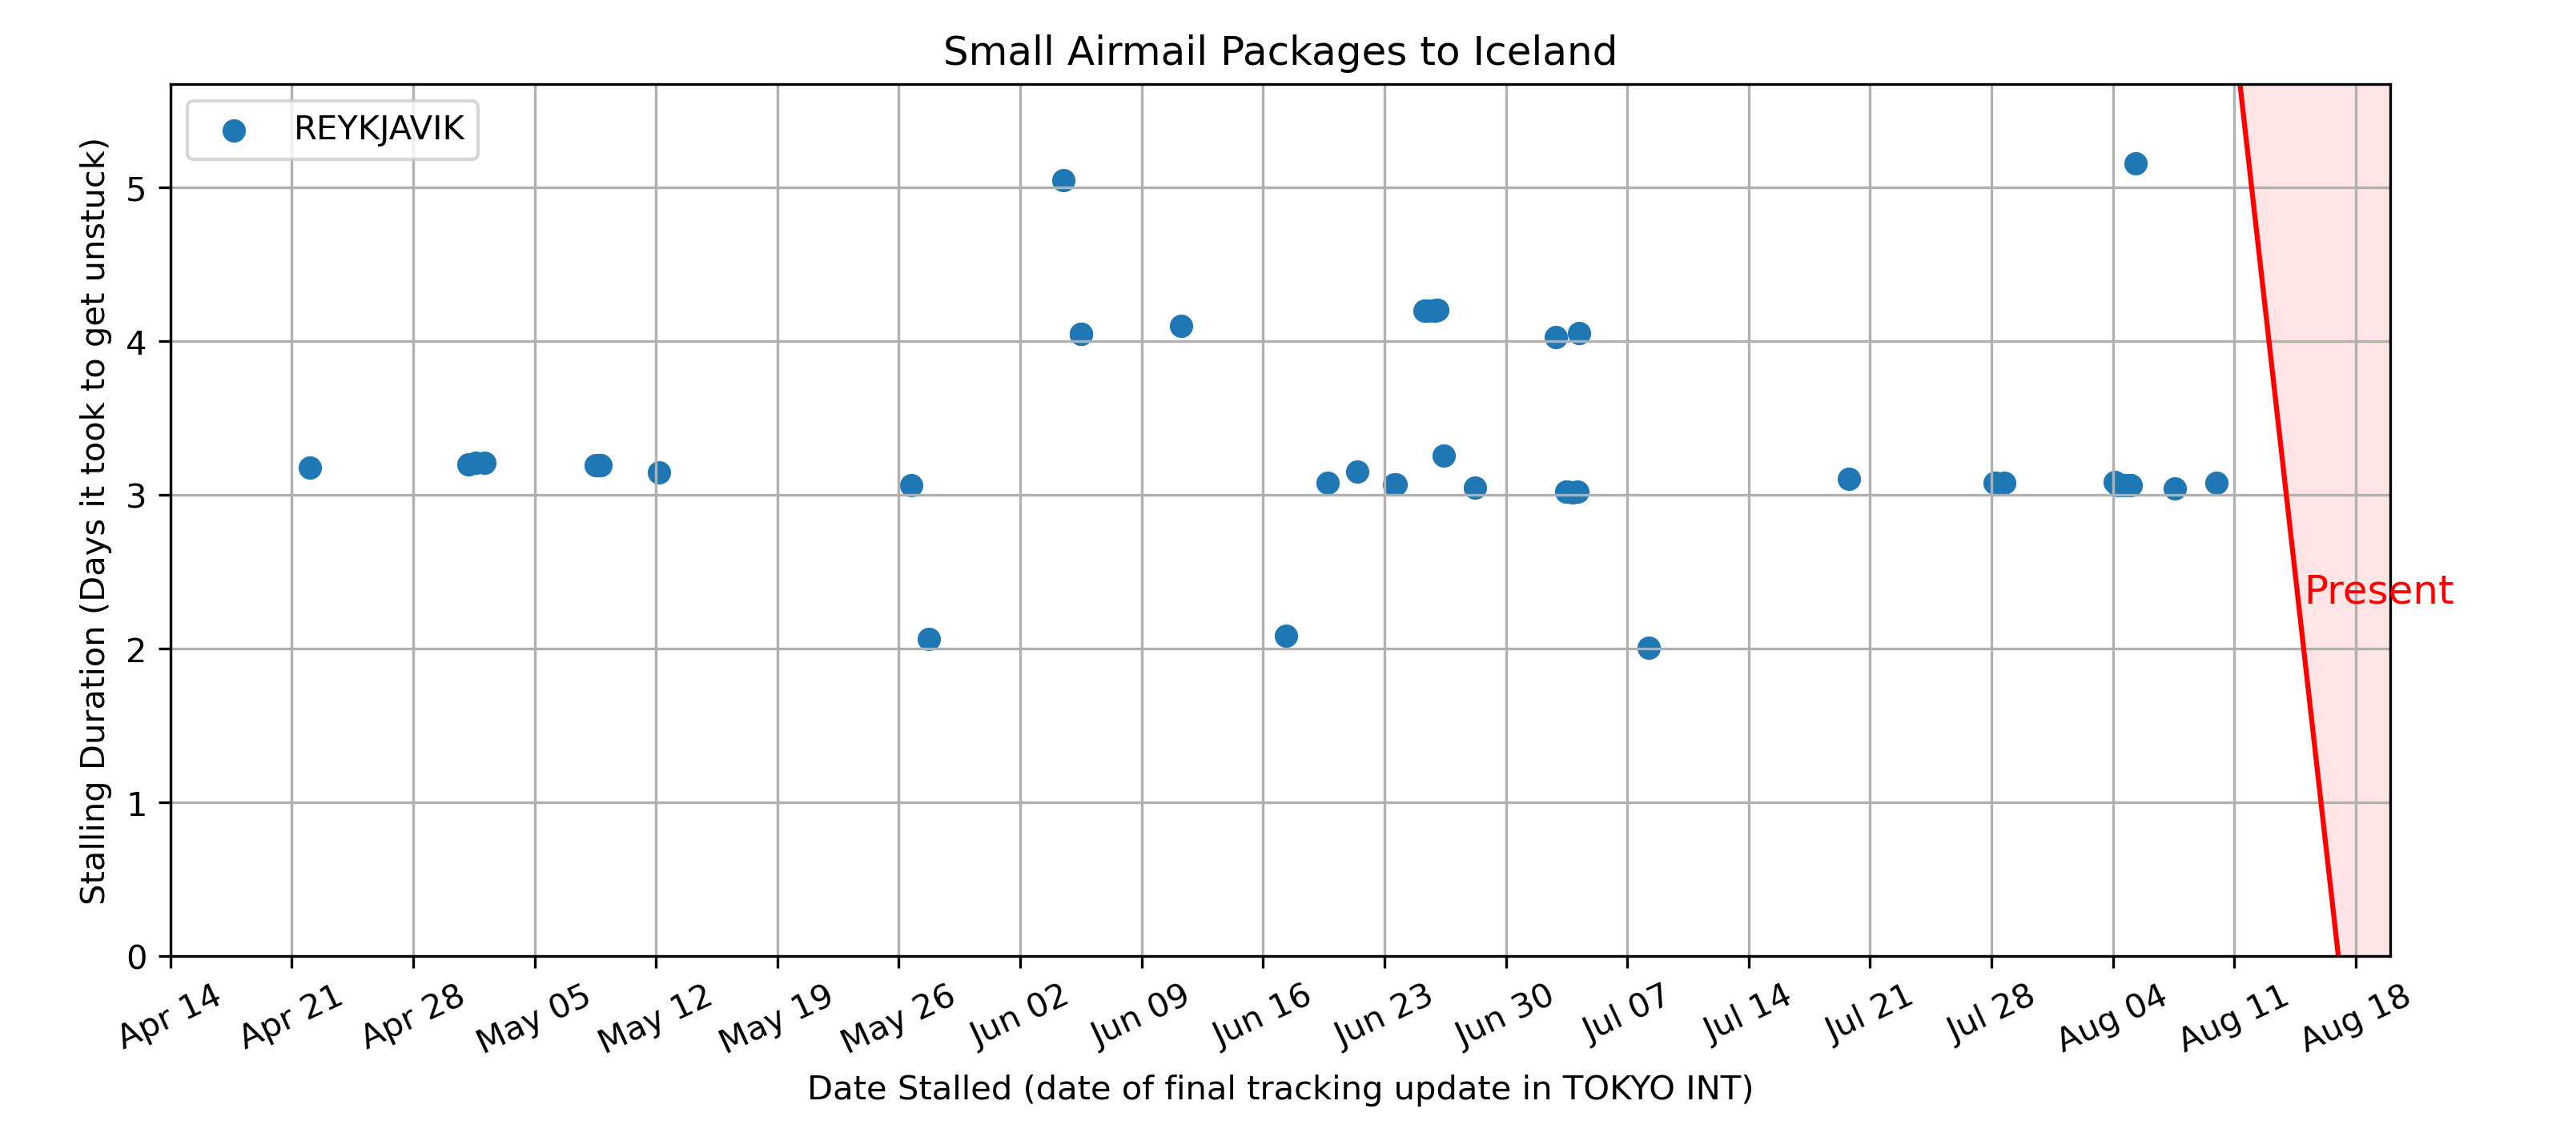 Small Airmail Packages to Iceland
REYKJAVIK
Stalling Duration (Days it took to get unstuck)
5
4
3
2
1
0
Present
Apr 14 Apr 21 Apr 28 May 05 May 12 May 19 May 26 Jun 02 Jun 09 Jun 16 Jun 23 Jun 30 Jul 07 Jul 14 Jul 21 Jul 28 Aug 04 Aug 11 Aug 18
Date Stalled (date of final tracking update in TOKYO INT)